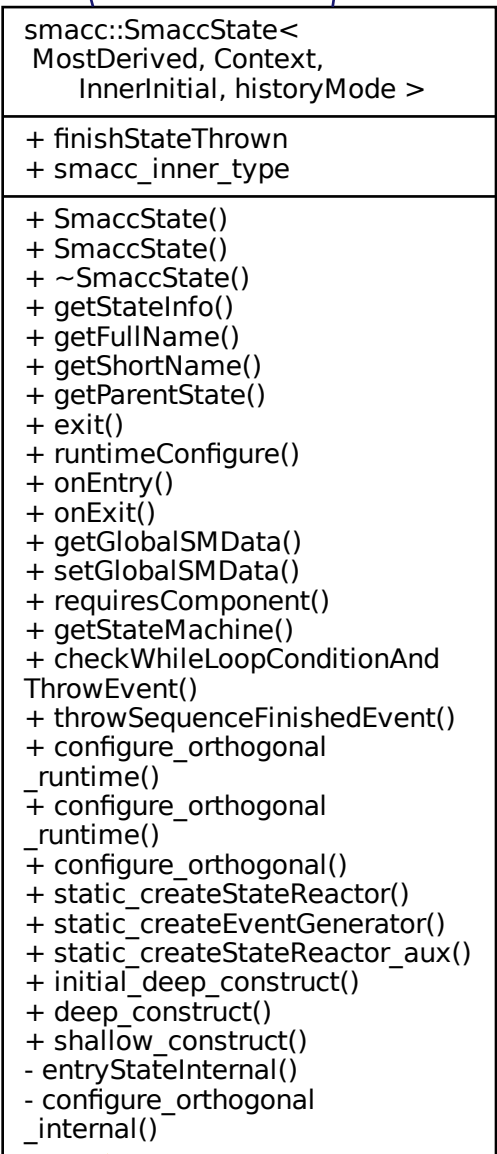 smacc::SmaccState<
MostDerived, Context,
InnerInitial, historyMode >
+ finishStateThrown
+ smacc_inner_type
+ SmaccState()
+ SmaccState()
+ ~SmaccState()
+ getStateInfo()
+ getFullName()
+ getShortName()
+ getParentState()
+ exit()
+ runtimeConfigure()
+ onEntry()
+ onExit()
+ getGlobalSMData()
+ setGlobalSMData()
+ requiresComponent()
+ getStateMachine()
+ checkWhileLoopConditionAnd
ThrowEvent()
+ throwSequenceFinishedEvent()
+ configure_orthogonal
_runtime()
+ configure_orthogonal
_runtime()
+ configure_orthogonal()
+ static_createStateReactor()
+ static_createEventGenerator()
+ static_createStateReactor_aux()
+ initial_deep_construct()
+ deep_construct()
+ shallow_construct()
- entryStateInternal()
- configure_orthogonal
_internal()